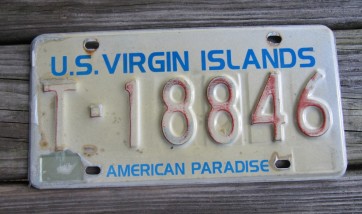 U.S. VIRGIN ISLANDS
T-18846
AMERICAN PARADISE